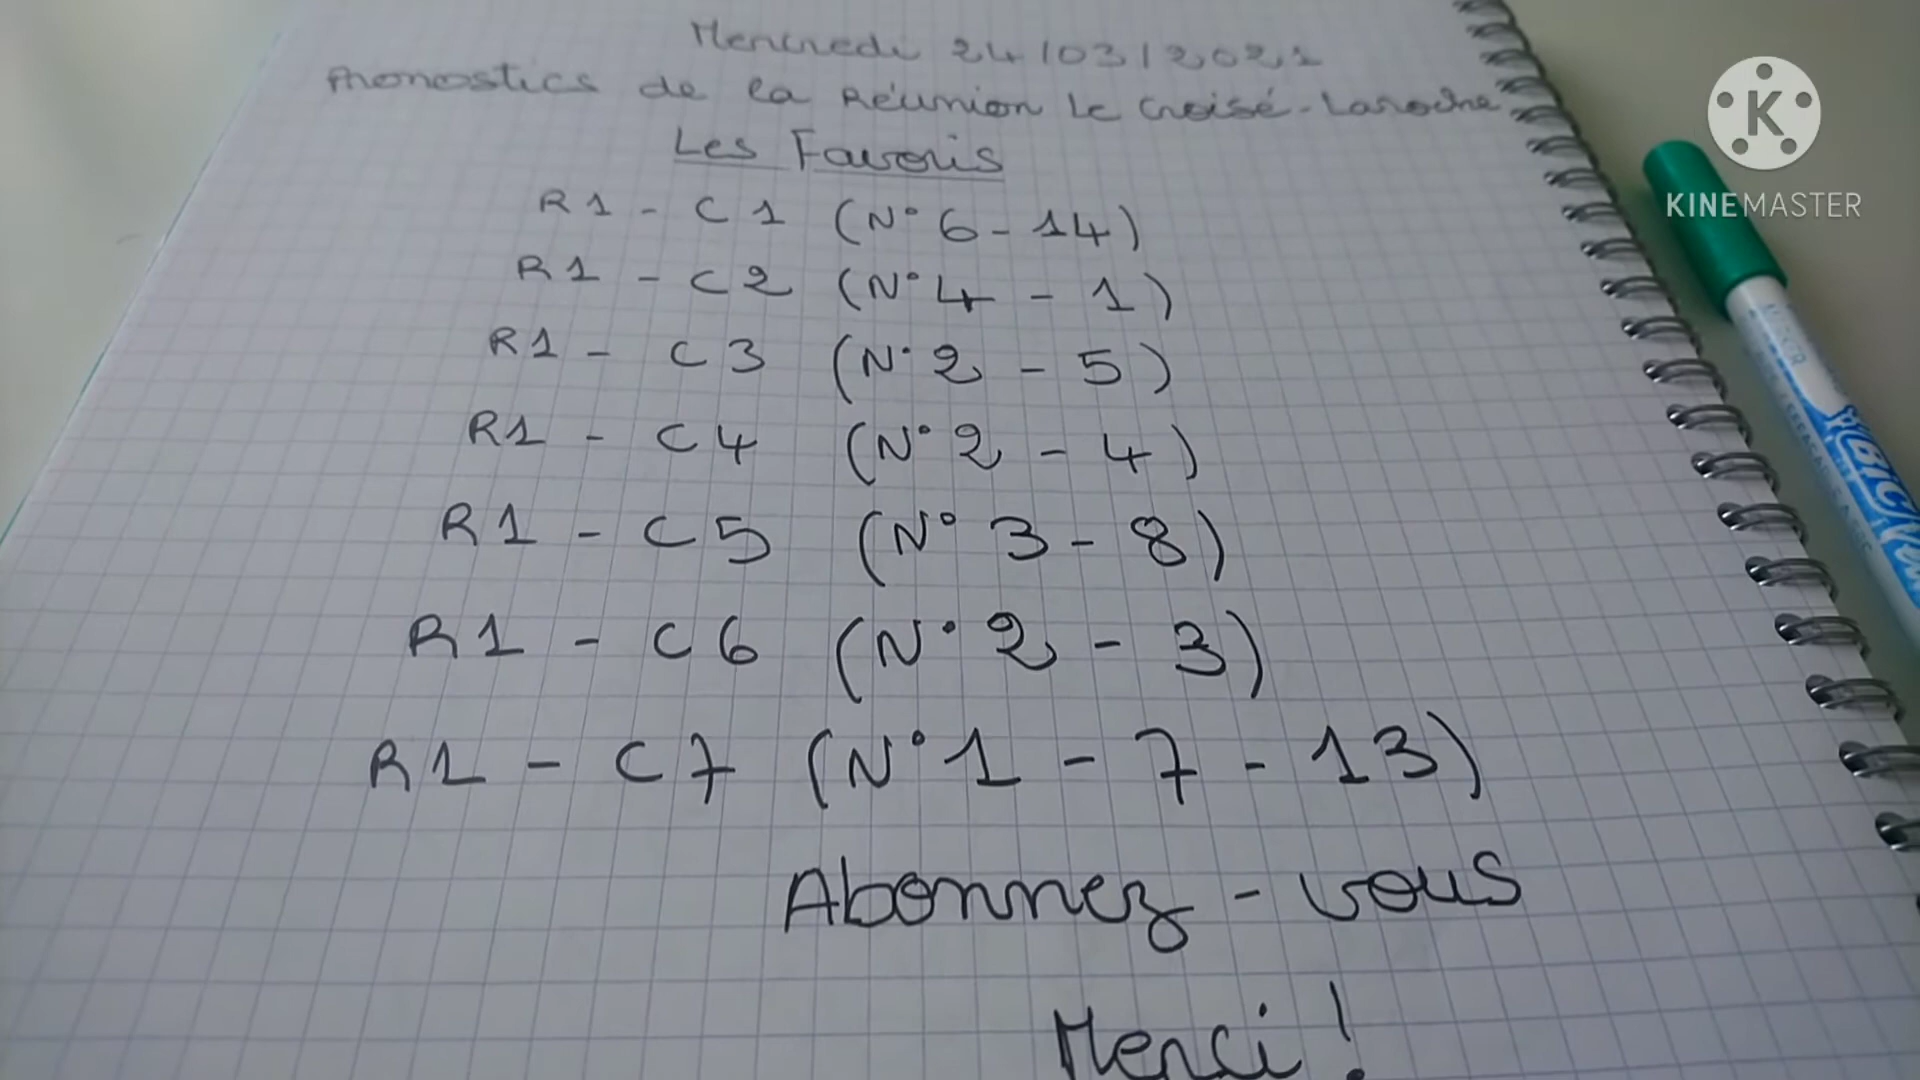 Mercredi 24/03/2021
Pronostics de la Réunion Le Croisé-Laroche
Les Favoris
R1 - C1 (N° 6 - 14)
R1 - C2 (N° 4 - 1)
R1 - C3 (N° 2 - 5)
R1 - C4 (N° 2 - 4)
R1 - C5 (N° 3 - 8)
R1 - C6 (N° 2 - 3)
R1 - C7 (N° 1 - 7 - 13)
Abonnez - vous
Merci !
K
KINEMASTER
BIC